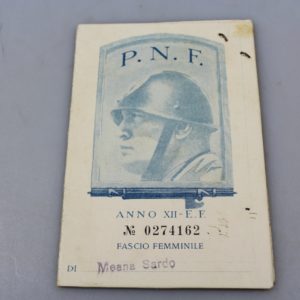 P. N. F.
ANNO XII - E. F.
№ 0274162
FASCIO FEMMINILE
DI Meana Sardo